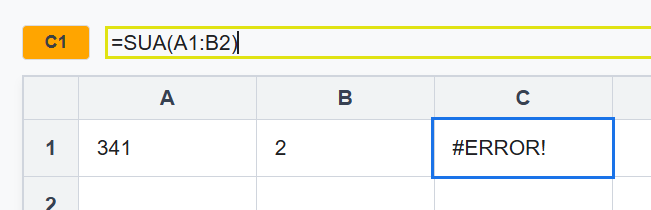 C1 =SUA(A1:B2)
A B C
1 341 2 #ERROR!
2